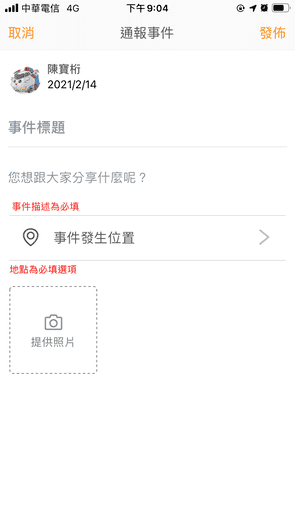 中華電信 4G 下午9:04
取消 通報事件 發佈
陳寶桁
2021/2/14
事件標題
您想跟大家分享什麼呢？
事件描述為必填
事件發生位置
地點為必填選項
提供照片